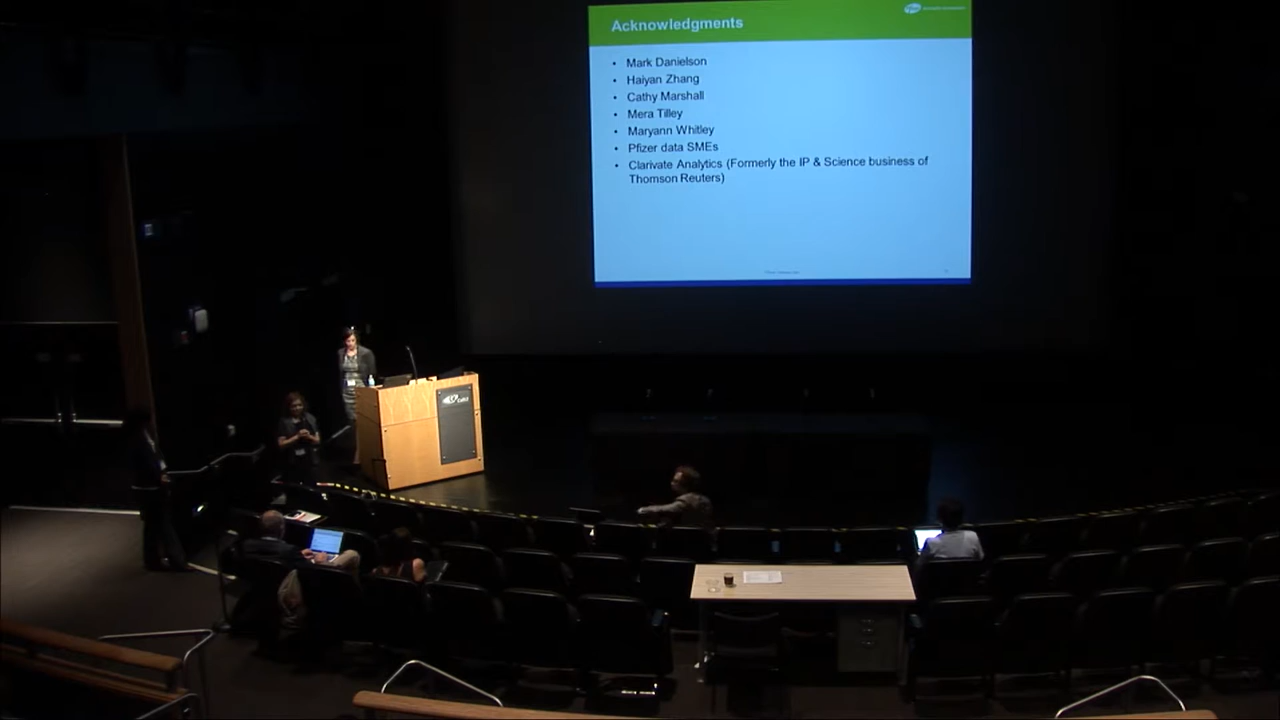 Acknowledgments
Pfizer
• Mark Danielson
• Haiyan Zhang
• Cathy Marshall
• Mera Tilley
• Maryann Whitley
• Pfizer data SMEs
• Clarivate Analytics (Formerly the IP & Science business of
Thomson Reuters)